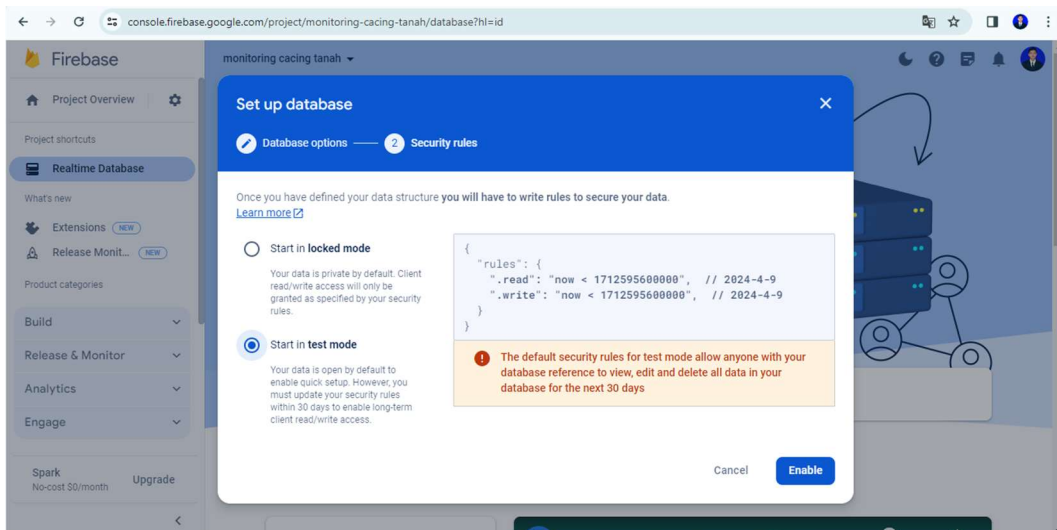 console.firebase.google.com/project/monitoring-cacing-tanah/database?hl=id
Firebase
monitoring cacing tanah
Project Overview
Project shortcuts
Realtime Database
What's new
Extensions NEW
Release Monit... NEW
Product categories
Build
Release & Monitor
Analytics
Engage
Spark
No-cost $0/month
Upgrade
Set up database
Database options
2 Security rules
Once you have defined your data structure you will have to write rules to secure your data.
Learn more
Start in locked mode
Your data is private by default. Client
read/write access will only be
granted as specified by your security
rules.
Start in test mode
Your data is open by default to
enable quick setup. However, you
must update your security rules
within 30 days to enable long-term
client read/write access.
{
"rules": {
".read": "now < 1712595600000", // 2024-4-9
".write": "now < 1712595600000", // 2024-4-9
}
}
The default security rules for test mode allow anyone with your
database reference to view, edit and delete all data in your
database for the next 30 days
Cancel
Enable